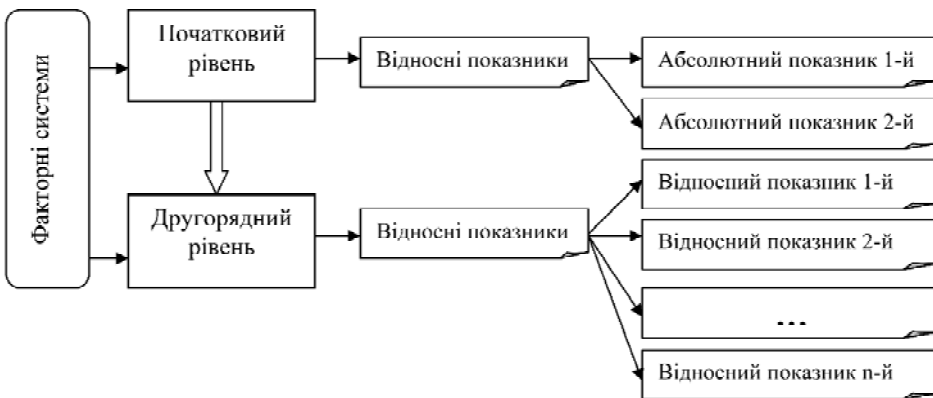 Факторні системи
Початковий
рівень
Відносні показники
Абсолютний показник 1-й
Абсолютний показник 2-й
Другорядний
рівень
Відносні показники
Відносний показник 1-й
Відносний показник 2-й
...
Відносний показник n-й